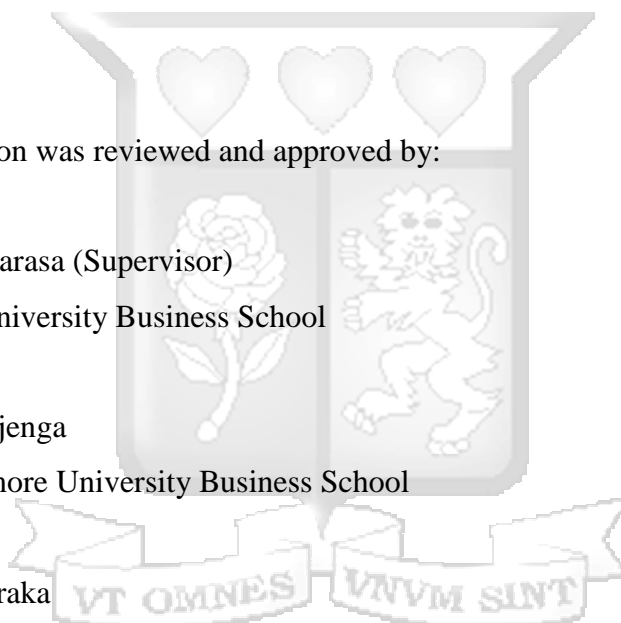 on was reviewed and approved by:
arasa (Supervisor)
niversity Business School
jenga
nore University Business School
raka
VT OMNES VNVM SINT